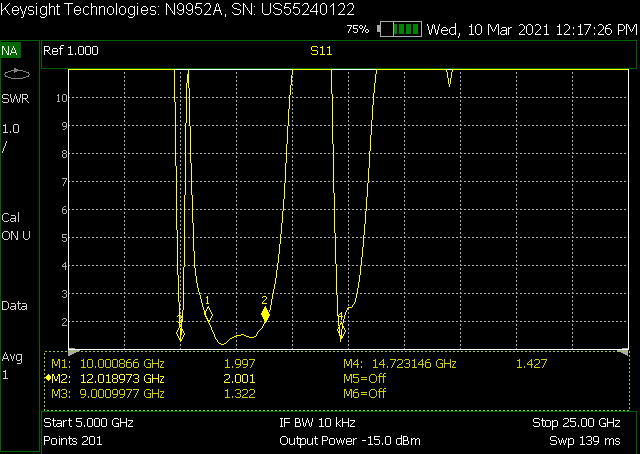 Keysight Technologies: N9952A, SN: US55240122
75% Wed, 10 Mar 2021 12:17:26 PM
NA Ref 1.000 S11
SWR
1.0
/
Cal
ON U
Data
Avg
1
10
9
8
7
6
5
4
3
2
1
2
M1: 10.000866 GHz 1.997 M4: 14.723146 GHz 1.427
M2: 12.018973 GHz 2.001 M5=Off
M3: 9.0009977 GHz 1.322 M6=Off
Start 5.000 GHz IF BW 10 kHz Stop 25.00 GHz
Points 201 Output Power -15.0 dBm Swp 139 ms